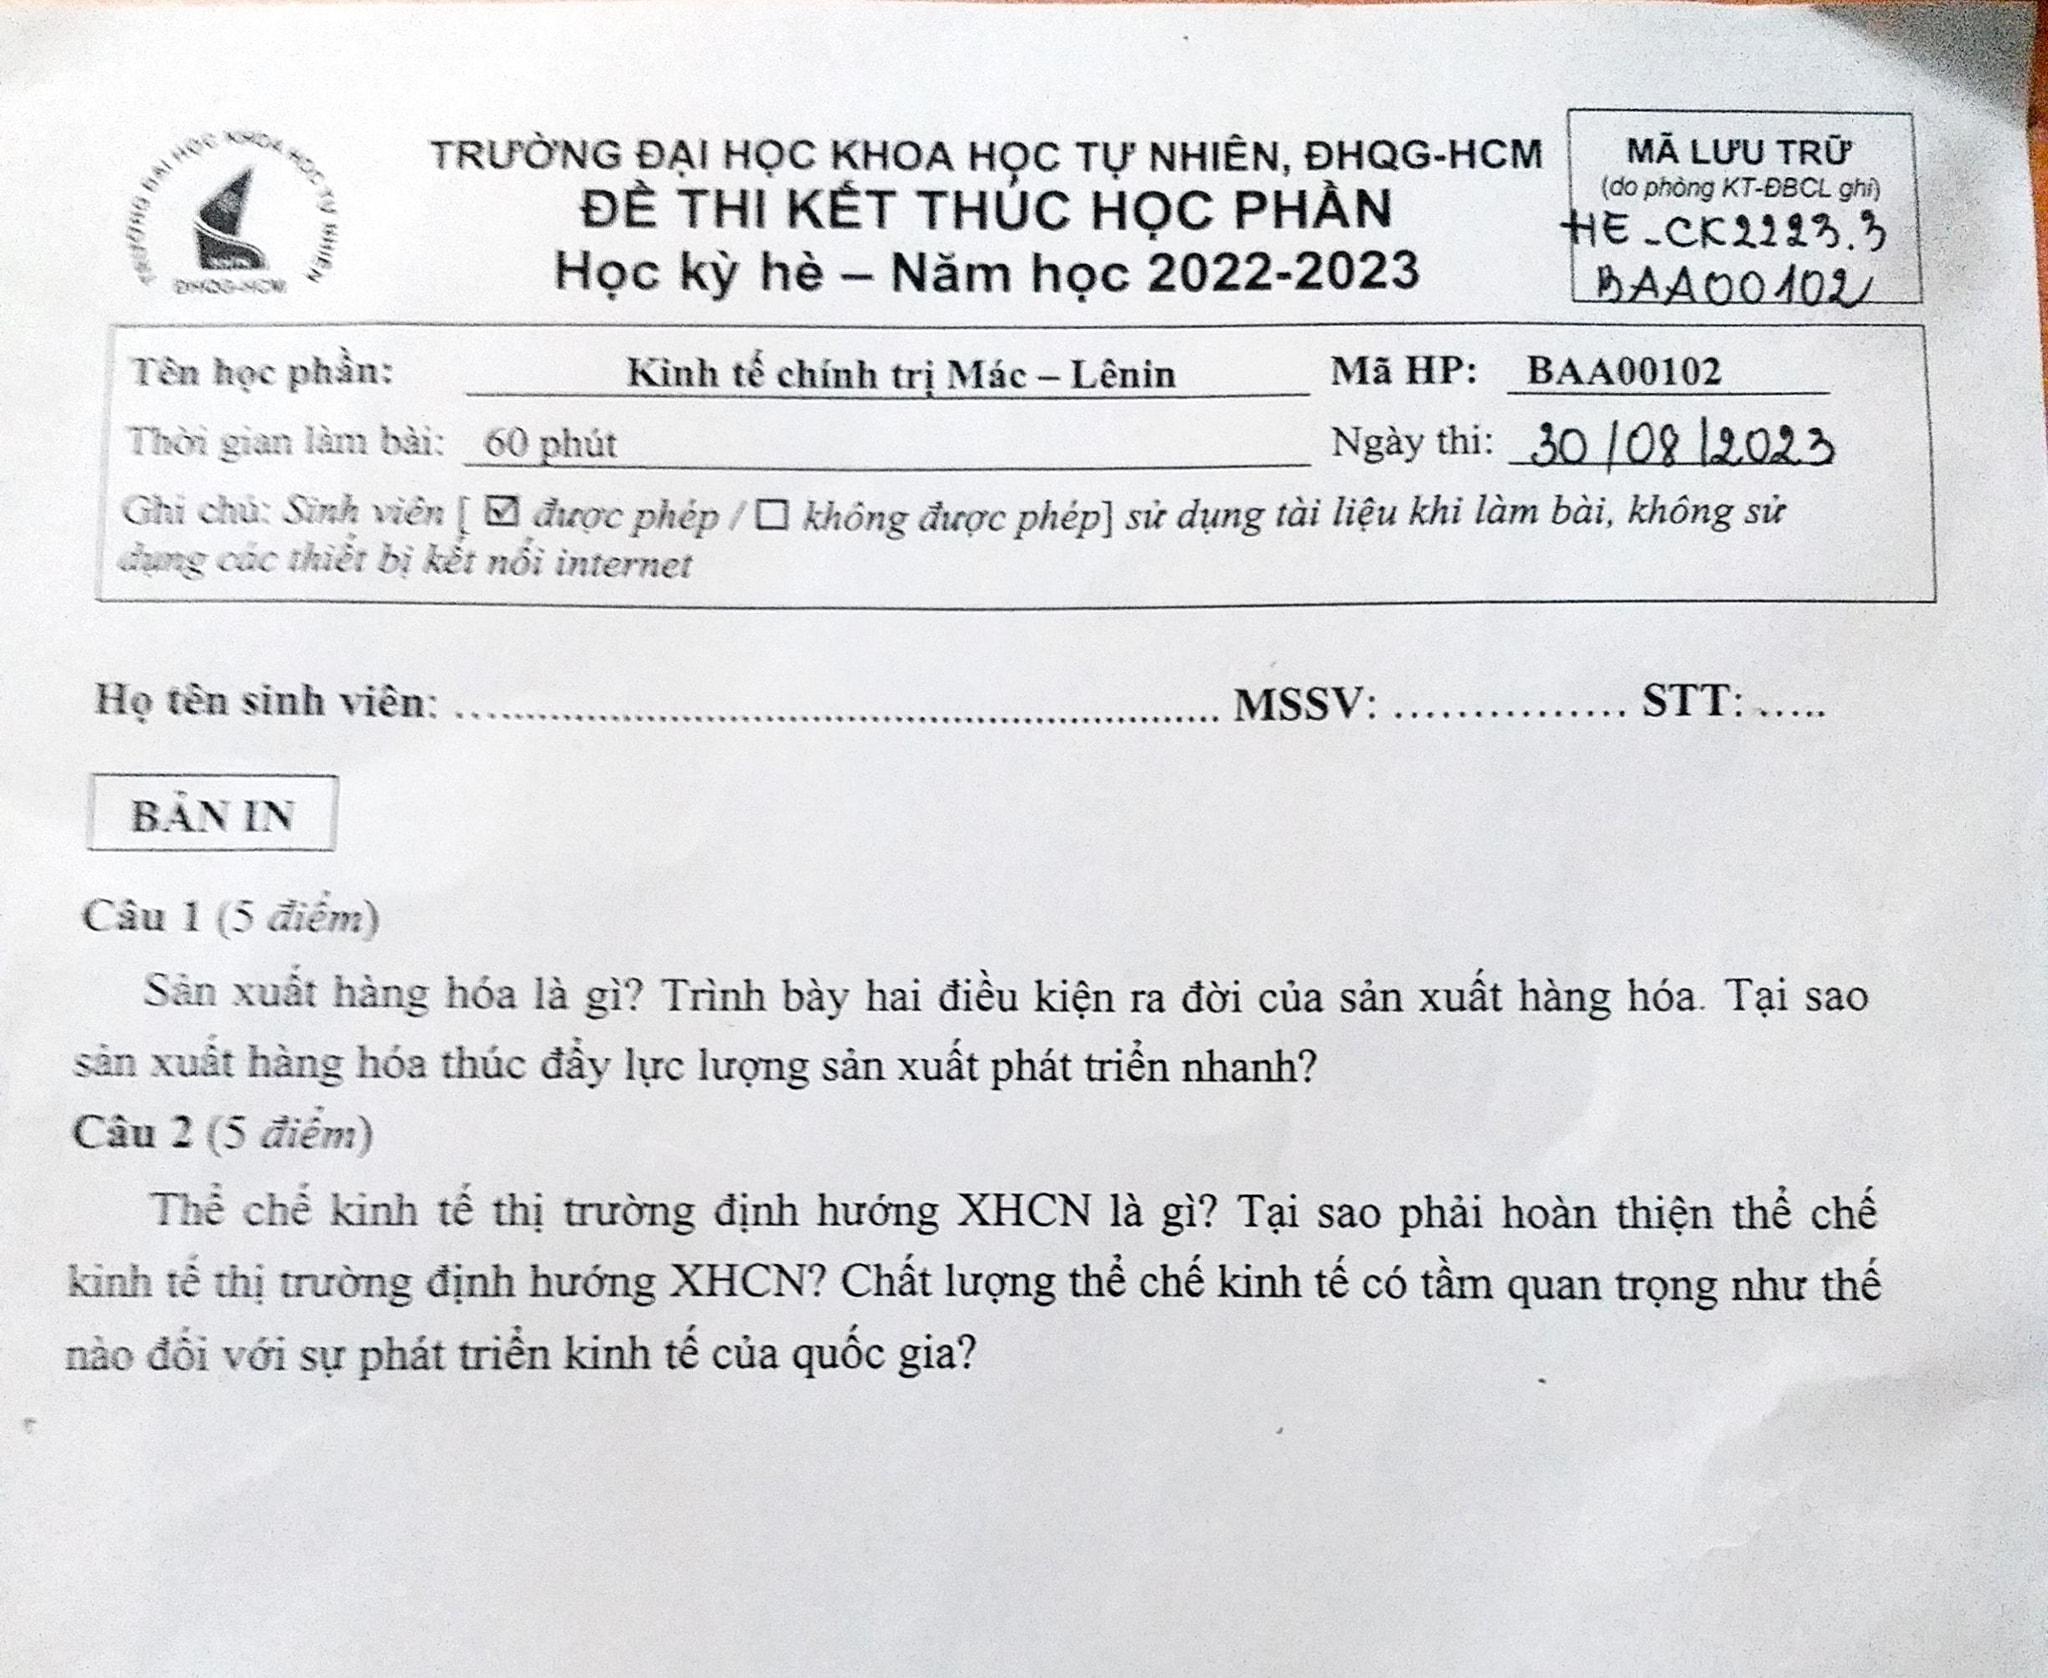 TRƯỜNG ĐẠI HỌC KHOA HỌC TỰ NHIÊN
ĐHQG-HCM
TRƯỜNG ĐẠI HỌC KHOA HỌC TỰ NHIÊN, ĐHQG-HCM
ĐỀ THI KẾT THÚC HỌC PHẦN
Học kỳ hè – Năm học 2022-2023
MÃ LƯU TRỮ
(do phòng KT-ĐBCL ghi)
HE-CK2223.3
BAA00102
Tên học phần: Kinh tế chính trị Mác – Lênin Mã HP: BAA00102
Thời gian làm bài: 60 phút Ngày thi: 30/08/2023
Ghi chú: Sinh viên [ ☑ được phép / ☐ không được phép] sử dụng tài liệu khi làm bài, không sử
dụng các thiết bị kết nối internet
Họ tên sinh viên: ........................................................................ MSSV: ............... STT: .....
BẢN IN
Câu 1 (5 điểm)
Sản xuất hàng hóa là gì? Trình bày hai điều kiện ra đời của sản xuất hàng hóa. Tại sao
sản xuất hàng hóa thúc đẩy lực lượng sản xuất phát triển nhanh?
Câu 2 (5 điểm)
Thể chế kinh tế thị trường định hướng XHCN là gì? Tại sao phải hoàn thiện thể chế
kinh tế thị trường định hướng XHCN? Chất lượng thể chế kinh tế có tầm quan trọng như thế
nào đối với sự phát triển kinh tế của quốc gia?